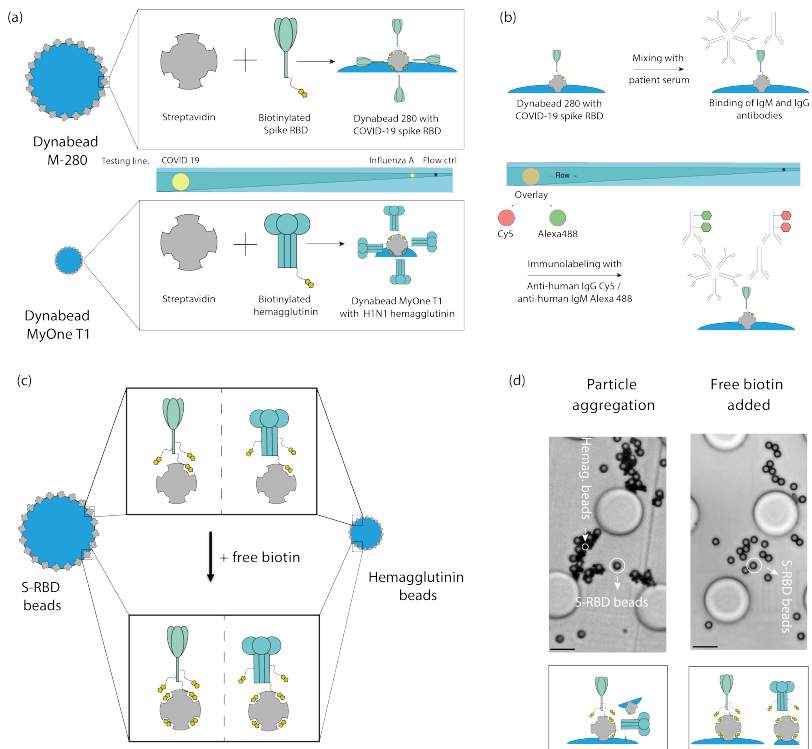 (a)
Dynabead
M-280
Streptavidin
Biotinylated
Spike RBD
Dynabead 280 with
COVID-19 spike RBD
Testing line:
COVID 19
Influenza A
Flow ctrl
Dynabead
MyOne T1
Streptavidin
Biotinylated
hemagglutinin
Dynabead MyOne T1
with H1N1 hemagglutin
(b)
Dynabead 280 with
COVID-19 spike RBD
Mixing with
patient serum
Binding of IgM and IgG
antibodies
Flow
Overlay
Cy5
Alexa488
Immunolabeling with
Anti-human IgG Cy5 /
anti-human IgM Alexa 488
(c)
S-RBD
beads
+ free biotin
Hemagglutinin
beads
(d)
Particle
aggregation
Free biotin
added
Hemag. beads
S-RBD beads
S-RBD
beads